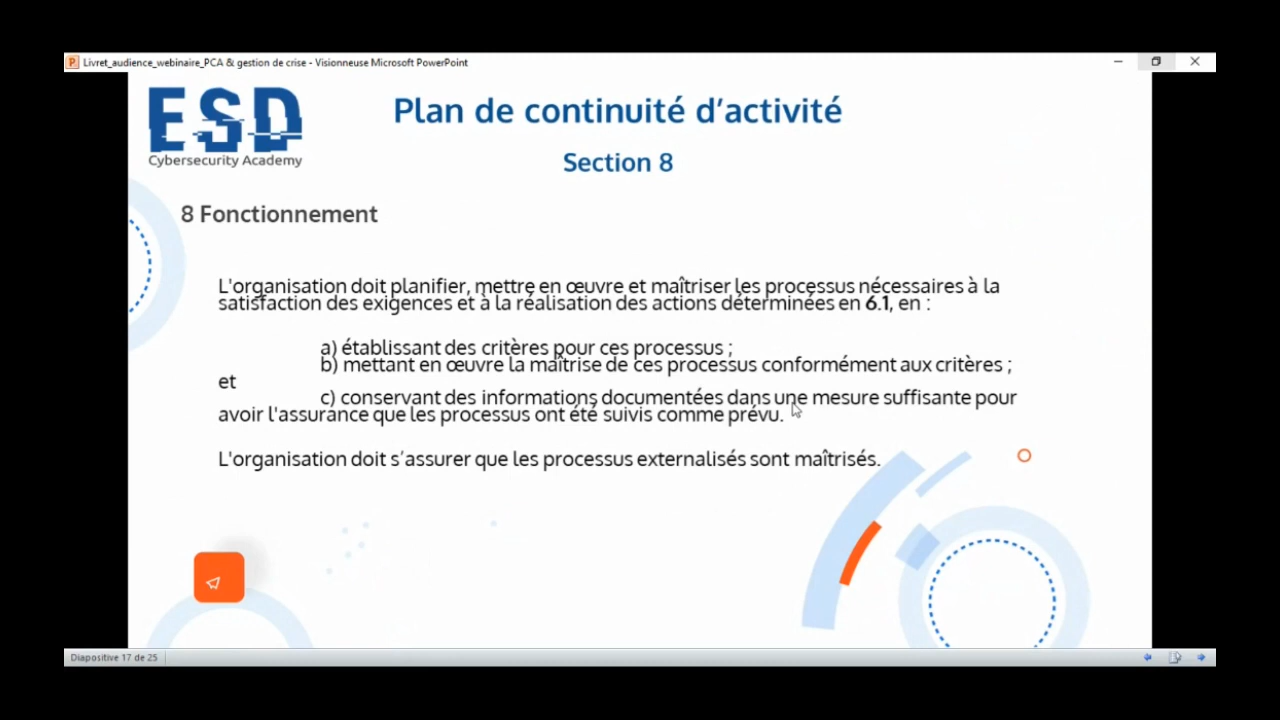 Livret_audience_webinaire_PCA & gestion de crise - Visionneuse Microsoft PowerPoint
ESD
Cybersecurity Academy
Plan de continuité d’activité
Section 8
8 Fonctionnement
L'organisation doit planifier, mettre en œuvre et maîtriser les processus nécessaires à la
satisfaction des exigences et à la réalisation des actions déterminées en 6.1, en :
a) établissant des critères pour ces processus ;
b) mettant en œuvre la maîtrise de ces processus conformément aux critères ;
et
c) conservant des informations documentées dans une mesure suffisante pour
avoir l'assurance que les processus ont été suivis comme prévu.
L'organisation doit s’assurer que les processus externalisés sont maîtrisés.
Diapositive 17 de 25